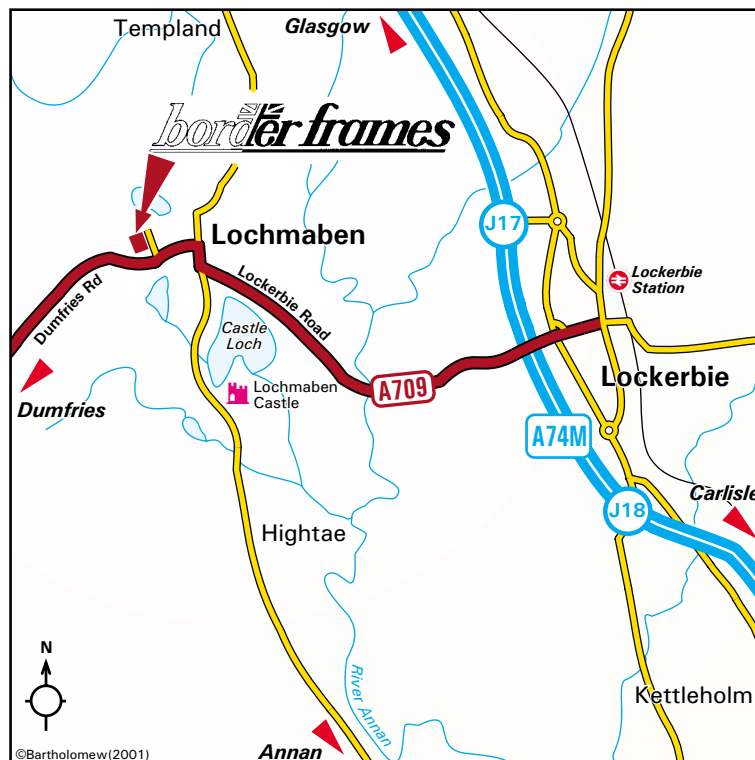 Templand
Glasgow
border frames
J17
Lochmaben
Lockerbie
Station
Dumfries Rd
Lockerbie Road
Castle
Loch
Lochmaben
Castle
A709
Lockerbie
Dumfries
A74M
Carlisle
J18
Hightae
N
River Annan
Kettleholm
Annan
©Bartholomew(2001)